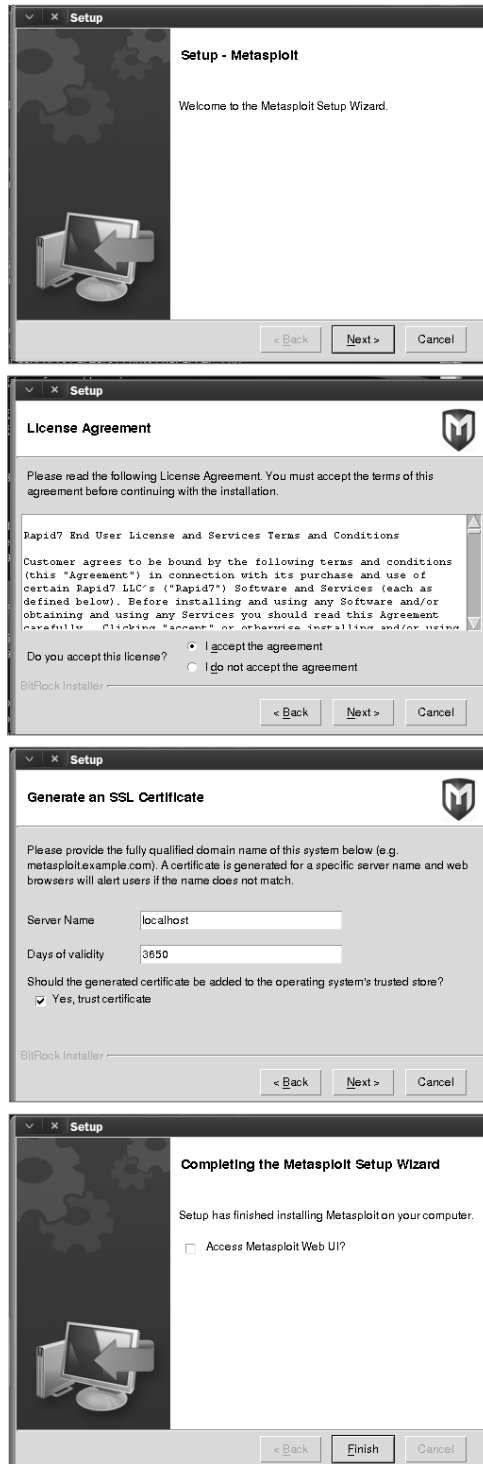 Setup
Setup - Metasploit
Welcome to the Metasploit Setup Wizard.
< Back
Next >
Cancel
Setup
License Agreement
Please read the following License Agreement. You must accept the terms of this
agreement before continuing with the installation.
Rapid7 End User License and Services Terms and Conditions
Customer agrees to be bound by the following terms and conditions
(this "Agreement") in connection with its purchase and use of
certain Rapid7 LLC's ("Rapid7") Software and Services (each as
defined below). Before installing and using any Software and/or
obtaining and using any Services you should read this Agreement
carefully. Clicking "accept" or otherwise installing and/or using
Do you accept this license?
I accept the agreement
I do not accept the agreement
BitRock Installer
< Back
Next >
Cancel
Setup
Generate an SSL Certificate
Please provide the fully qualified domain name of this system below (e.g.
metasploit.example.com). A certificate is generated for a specific server name and web
browsers will alert users if the name does not match.
Server Name
localhost
Days of validity
3650
Should the generated certificate be added to the operating system's trusted store?
Yes, trust certificate
BitRock Installer
< Back
Next >
Cancel
Setup
Completing the Metasploit Setup Wizard
Setup has finished installing Metasploit on your computer.
Access Metasploit Web UI?
< Back
Finish
Cancel